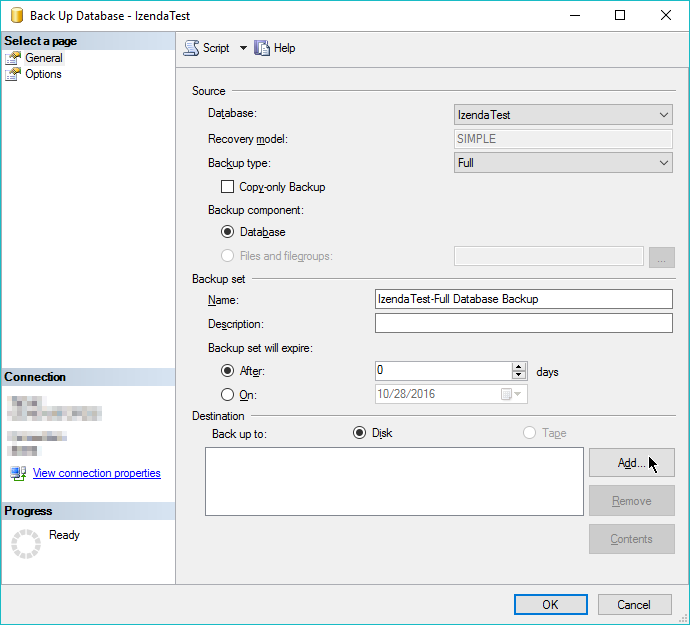 Back Up Database - IzendaTest
Select a page
General
Options
Script Help
Source
Database: IzendaTest
Recovery model: SIMPLE
Backup type: Full
Copy-only Backup
Backup component:
Database
Files and filegroups: ...
Backup set
Name: IzendaTest-Full Database Backup
Description:
Backup set will expire:
After: 0 days
On: 10/28/2016
Destination
Back up to: Disk Tape
Add...
Remove
Contents
Connection
View connection properties
Progress
Ready
OK Cancel